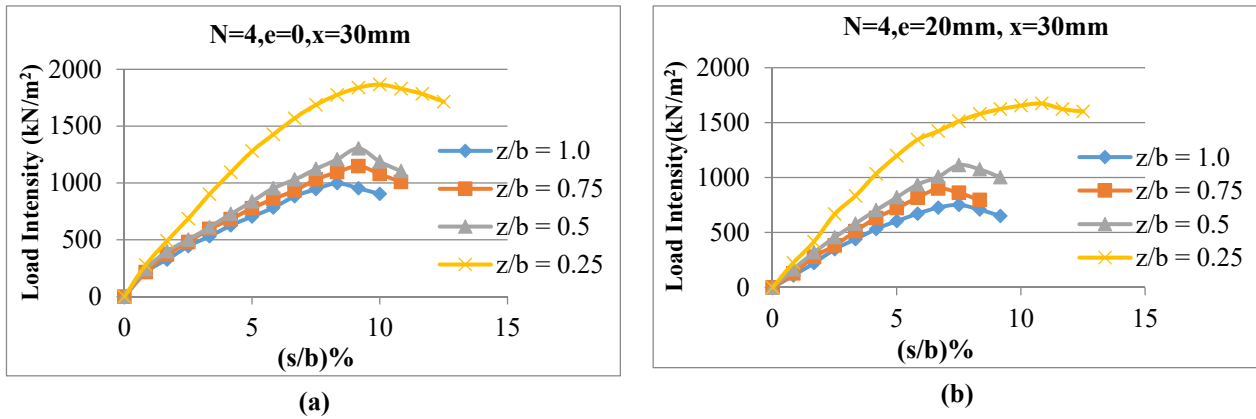 N=4,e=0,x=30mm
Load Intensity (kN/m²)
2000
1500
1000
500
0
0 5 10 15
(s/b)%
z/b = 1.0
z/b = 0.75
z/b = 0.5
z/b = 0.25
(a)
N=4,e=20mm, x=30mm
Load Intensity(kN/m²)
2000
1500
1000
500
0
0 5 10 15
(s/b)%
z/b = 1.0
z/b = 0.75
z/b = 0.5
z/b = 0.25
(b)